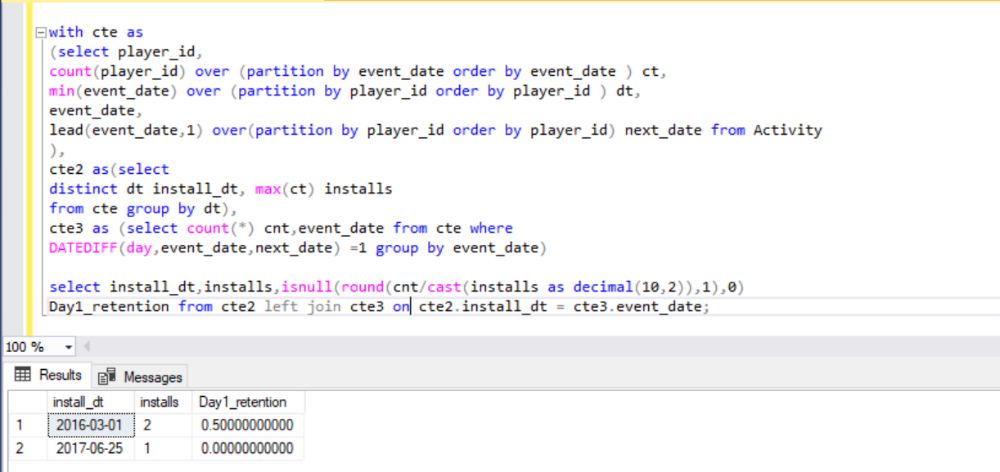 with cte as
(select player_id,
count(player_id) over (partition by event_date order by event_date ) ct,
min(event_date) over (partition by player_id order by player_id ) dt,
event_date,
lead(event_date,1) over(partition by player_id order by player_id) next_date from Activity
),
cte2 as(select
distinct dt install_dt, max(ct) installs
from cte group by dt),
cte3 as (select count(*) cnt,event_date from cte where
DATEDIFF(day,event_date,next_date) =1 group by event_date)
select install_dt,installs,isnull(round(cnt/cast(installs as decimal(10,2)),1),0)
Day1_retention from cte2 left join cte3 on cte2.install_dt = cte3.event_date;
100 %
Results Messages
install_dt installs Day1_retention
1 2016-03-01 2 0.50000000000
2 2017-06-25 1 0.00000000000